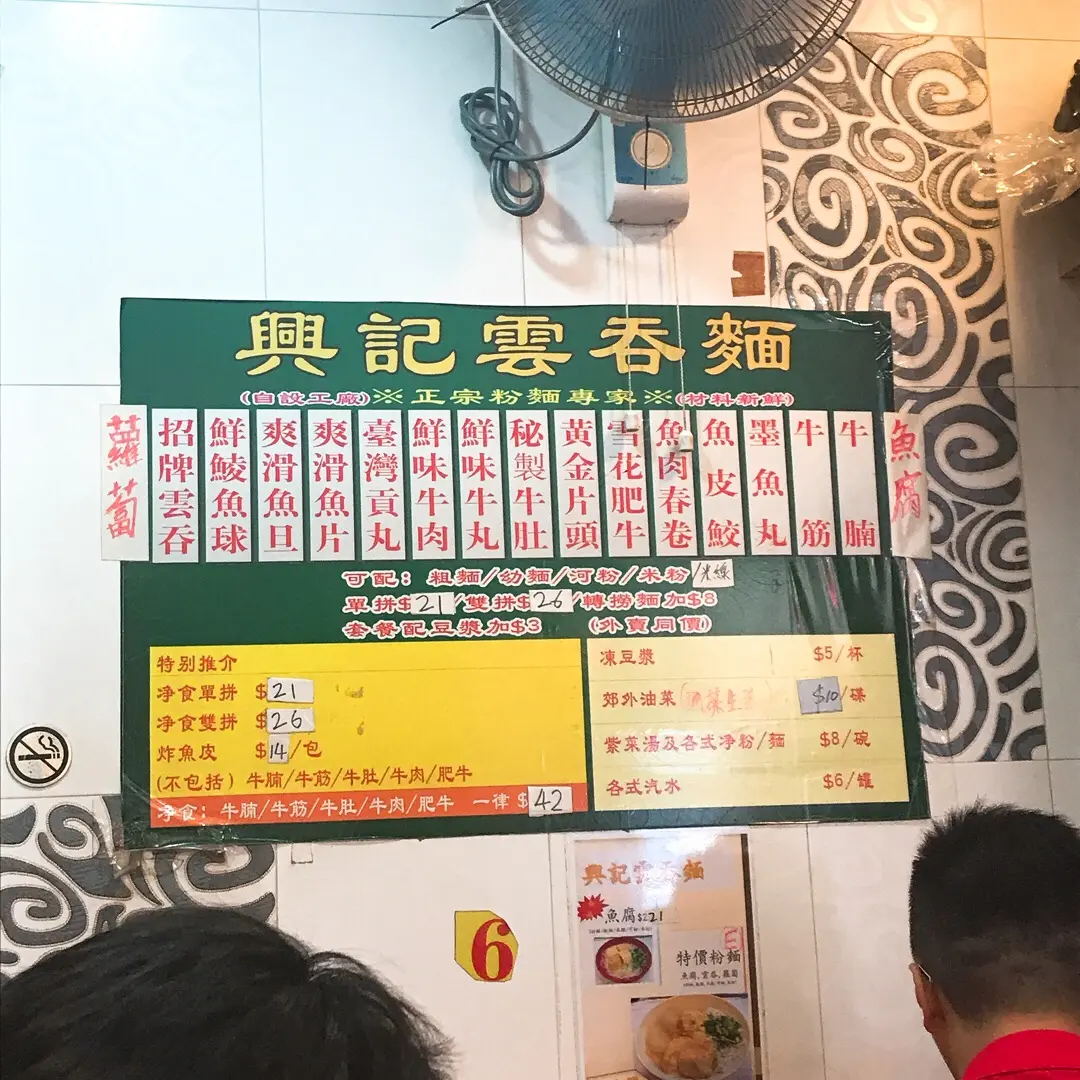 興記雲吞麵
(自設工廠)※正宗粉麵專家※(材料新鮮)
蘿蔔
招牌雲吞
鮮鯪魚球
爽滑魚旦
爽滑魚片
臺灣貢丸
鮮味牛肉
鮮味牛丸
秘製牛肚
黃金片頭
雪花肥牛
魚肉春卷
魚皮餃
墨魚丸
牛筋
牛腩
魚腐
可配：粗麵/幼麵/河粉/米粉/米線
單拼$21/雙拼$26/轉撈麵加$8
套餐配豆漿加$3 (外賣同價)
特别推介
净食單拼 $21
净食雙拼 $26
炸魚皮 $14/包
(不包括) 牛腩/牛筋/牛肚/牛肉/肥牛
净食：牛腩/牛筋/牛肚/牛肉/肥牛 一律$42
凍豆漿 $5/杯
郊外油菜 $10/碟
紫菜湯及各式净粉/麵 $8/碗
各式汽水 $6/罐
6
興記雲吞麵
魚腐
特價粉麵